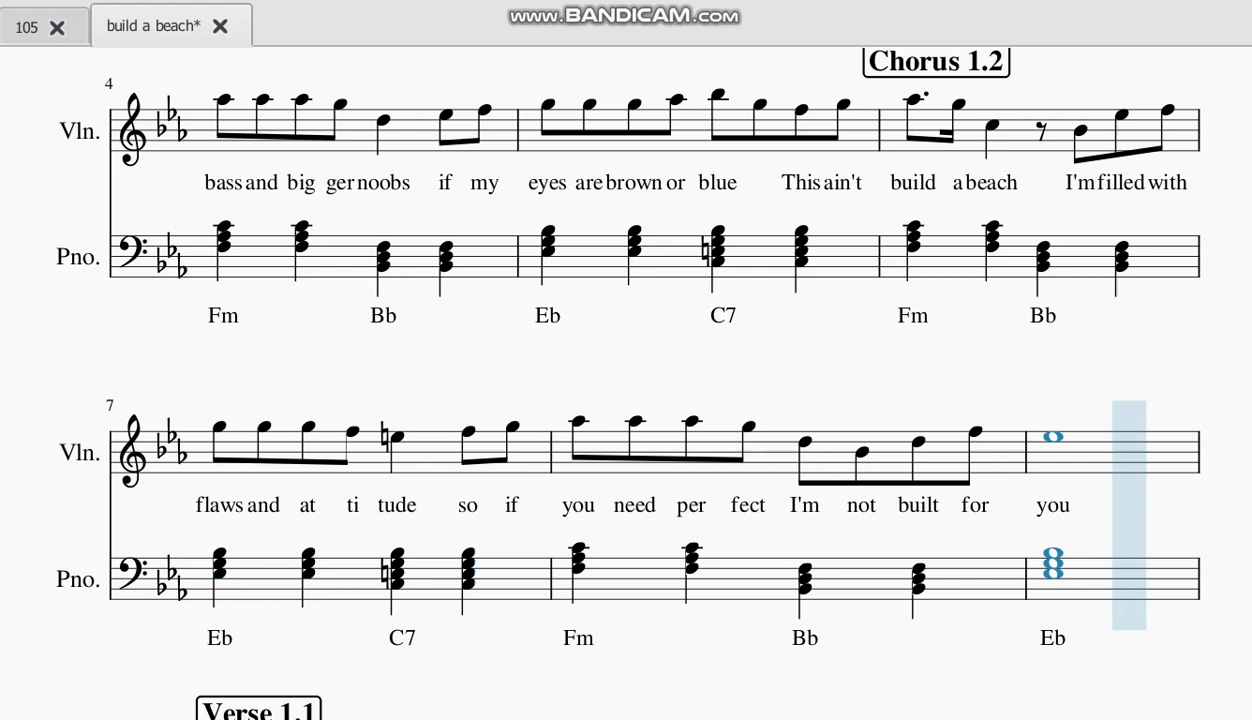 www.BANDICAM.com
105
build a beach*
Chorus 1.2
4
Vln.
bass and big ger noobs if my eyes are brown or blue This ain't build a beach I'm filled with
Pno.
Fm Bb Eb C7 Fm Bb
7
Vln.
flaws and at ti tude so if you need per fect I'm not built for you
Pno.
Eb C7 Fm Bb Eb
Verse 1.1